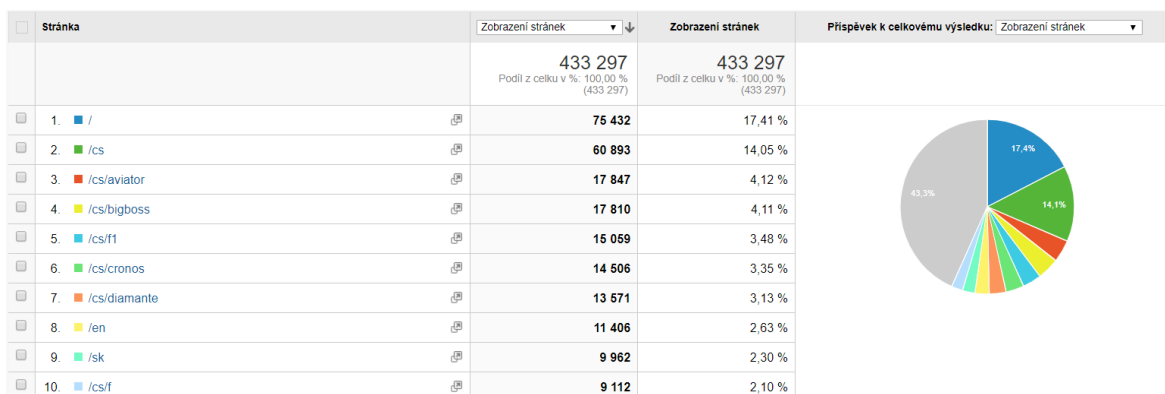 Stránka Zobrazení stránek Zobrazení stránek Příspěvek k celkovému výsledku: Zobrazení stránek
433 297 433 297
Podíl z celku v %: 100,00 % Podíl z celku v %: 100,00 %
(433 297) (433 297)
1. / 75 432 17,41 %
2. /cs 60 893 14,05 %
3. /cs/aviator 17 847 4,12 %
4. /cs/bigboss 17 810 4,11 %
5. /cs/f1 15 059 3,48 %
6. /cs/cronos 14 506 3,35 %
7. /cs/diamante 13 571 3,13 %
8. /en 11 406 2,63 %
9. /sk 9 962 2,30 %
10. /cs/f 9 112 2,10 %
17,4%
14,1%
43,3%